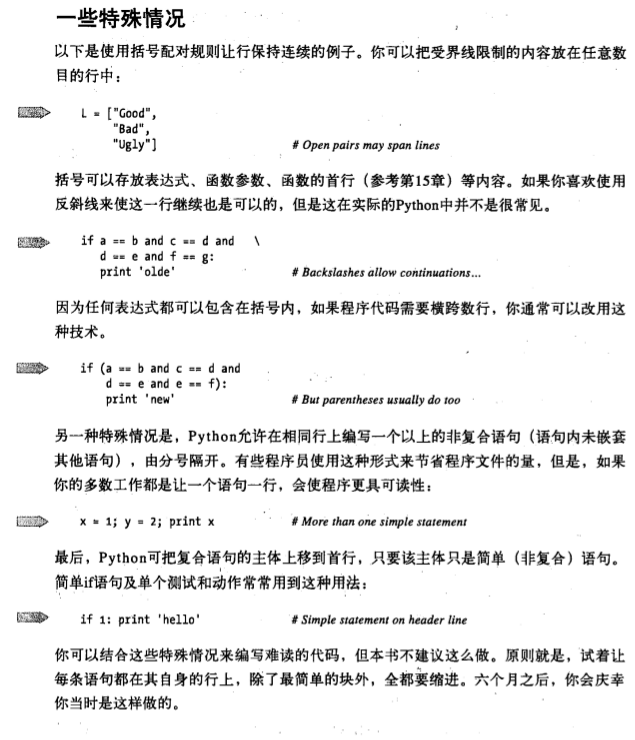 一些特殊情况
以下是使用括号配对规则让行保持连续的例子。你可以把受界线限制的内容放在任意数
目的行中：
L = ["Good",
"Bad",
"Ugly"] # Open pairs may span lines
括号可以存放表达式、函数参数、函数的首行（参考第15章）等内容。如果你喜欢使用
反斜线来使这一行继续也是可以的，但是这在实际的Python中并不是很常见。
if a == b and c == d and \
d == e and f == g:
print 'olde' # Backslashes allow continuations...
因为任何表达式都可以包含在括号内，如果程序代码需要横跨数行，你通常可以改用这
种技术。
if (a == b and c == d and
d == e and e == f):
print 'new' # But parentheses usually do too
另一种特殊情况是，Python允许在相同行上编写一个以上的非复合语句（语句内未嵌套
其他语句），由分号隔开。有些程序员使用这种形式来节省程序文件的量，但是，如果
你的多数工作都是让一个语句一行，会使程序更具可读性：
x = 1; y = 2; print x # More than one simple statement
最后，Python可把复合语句的主体上移到首行，只要该主体只是简单（非复合）语句。
简单if语句及单个测试和动作常常用到这种用法：
if 1: print 'hello' # Simple statement on header line
你可以结合这些特殊情况来编写难读的代码，但本书不建议这么做。原则就是，试着让
每条语句都在其自身的行上，除了最简单的块外，全都要缩进。六个月之后，你会庆幸
你当时是这样做的。